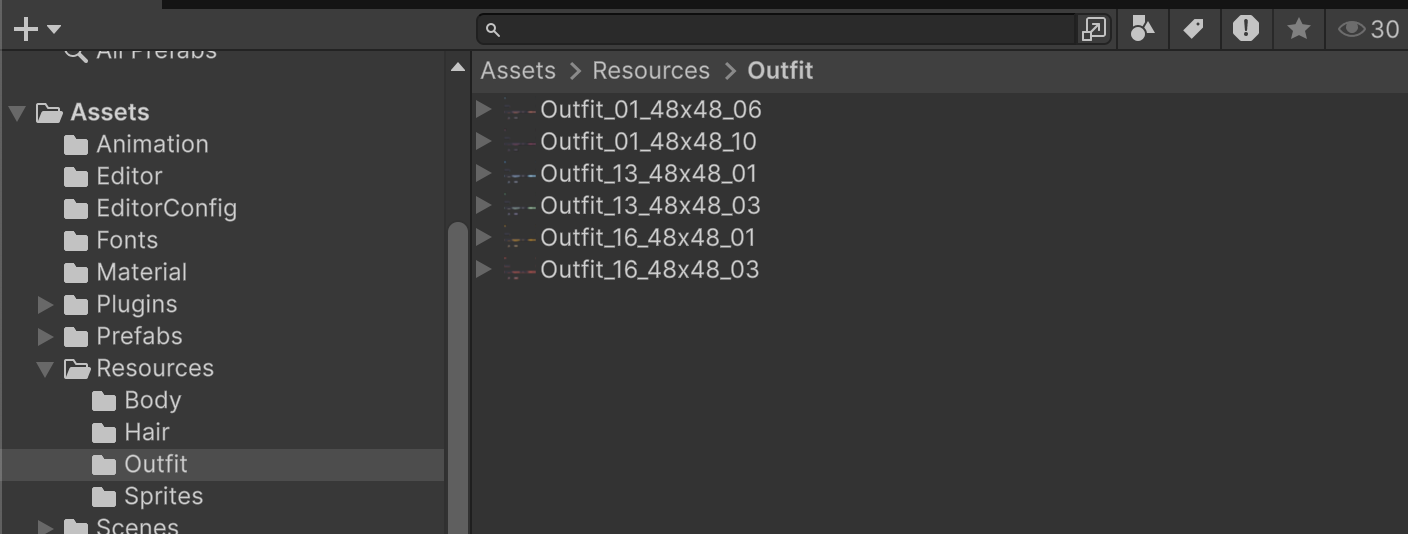 30
All Prefabs
Assets > Resources > Outfit
Assets
Animation
Editor
EditorConfig
Fonts
Material
Plugins
Prefabs
Resources
Body
Hair
Outfit
Sprites
Scenes
Outfit_01_48x48_06
Outfit_01_48x48_10
Outfit_13_48x48_01
Outfit_13_48x48_03
Outfit_16_48x48_01
Outfit_16_48x48_03